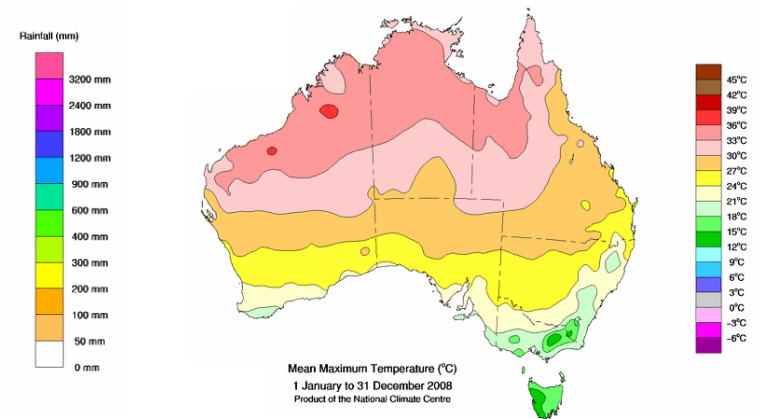 Rainfall (mm)
3200 mm
2400 mm
1800 mm
1200 mm
900 mm
600 mm
400 mm
300 mm
200 mm
100 mm
50 mm
0 mm
45°C
42°C
39°C
36°C
33°C
30°C
27°C
24°C
21°C
18°C
15°C
12°C
9°C
6°C
3°C
0°C
-3°C
-6°C
Mean Maximum Temperature (°C)
1 January to 31 December 2008
Product of the National Climate Centre